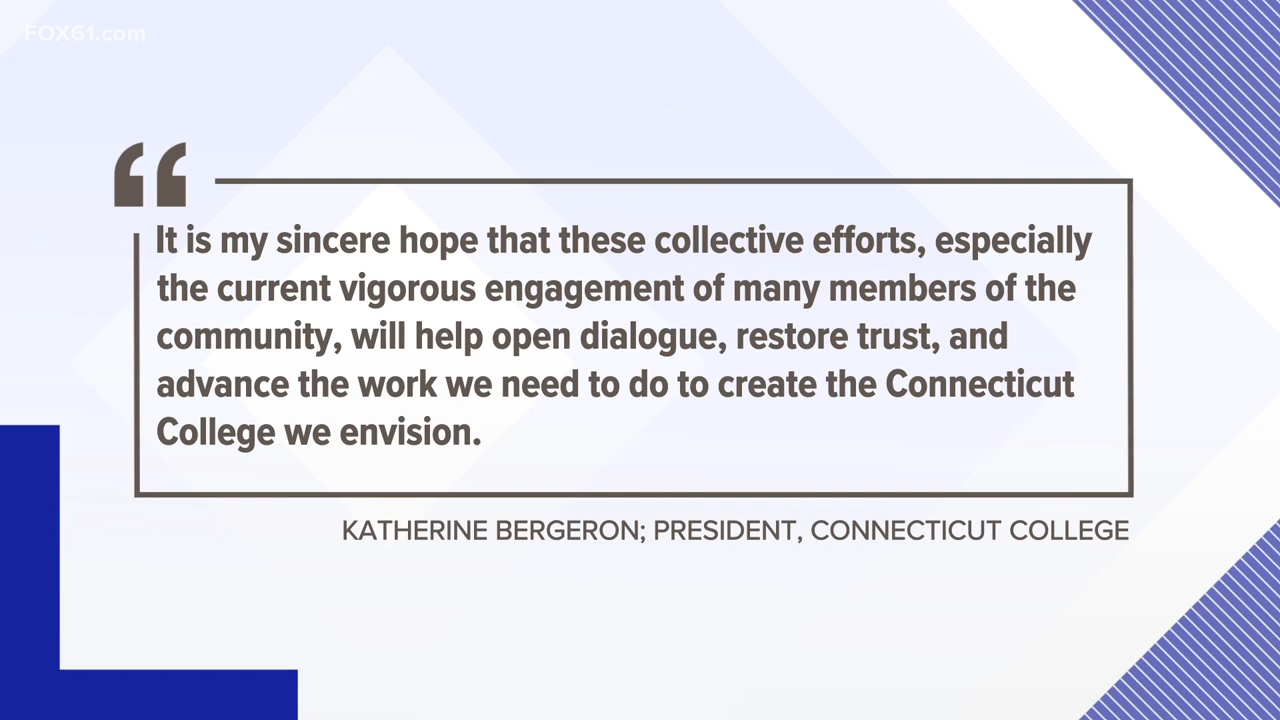 FOX61.com
“
It is my sincere hope that these collective efforts, especially
the current vigorous engagement of many members of the
community, will help open dialogue, restore trust, and
advance the work we need to do to create the Connecticut
College we envision.
KATHERINE BERGERON; PRESIDENT, CONNECTICUT COLLEGE